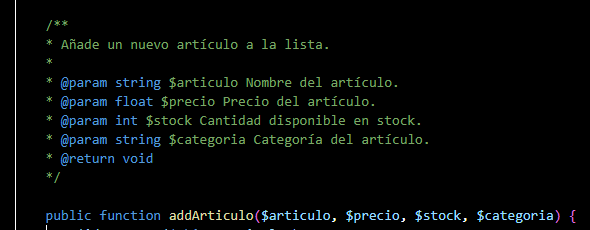 /**
* Añade un nuevo artículo a la lista.
*
* @param string $articulo Nombre del artículo.
* @param float $precio Precio del artículo.
* @param int $stock Cantidad disponible en stock.
* @param string $categoria Categoría del artículo.
* @return void
*/
public function addArticulo($articulo, $precio, $stock, $categoria) {